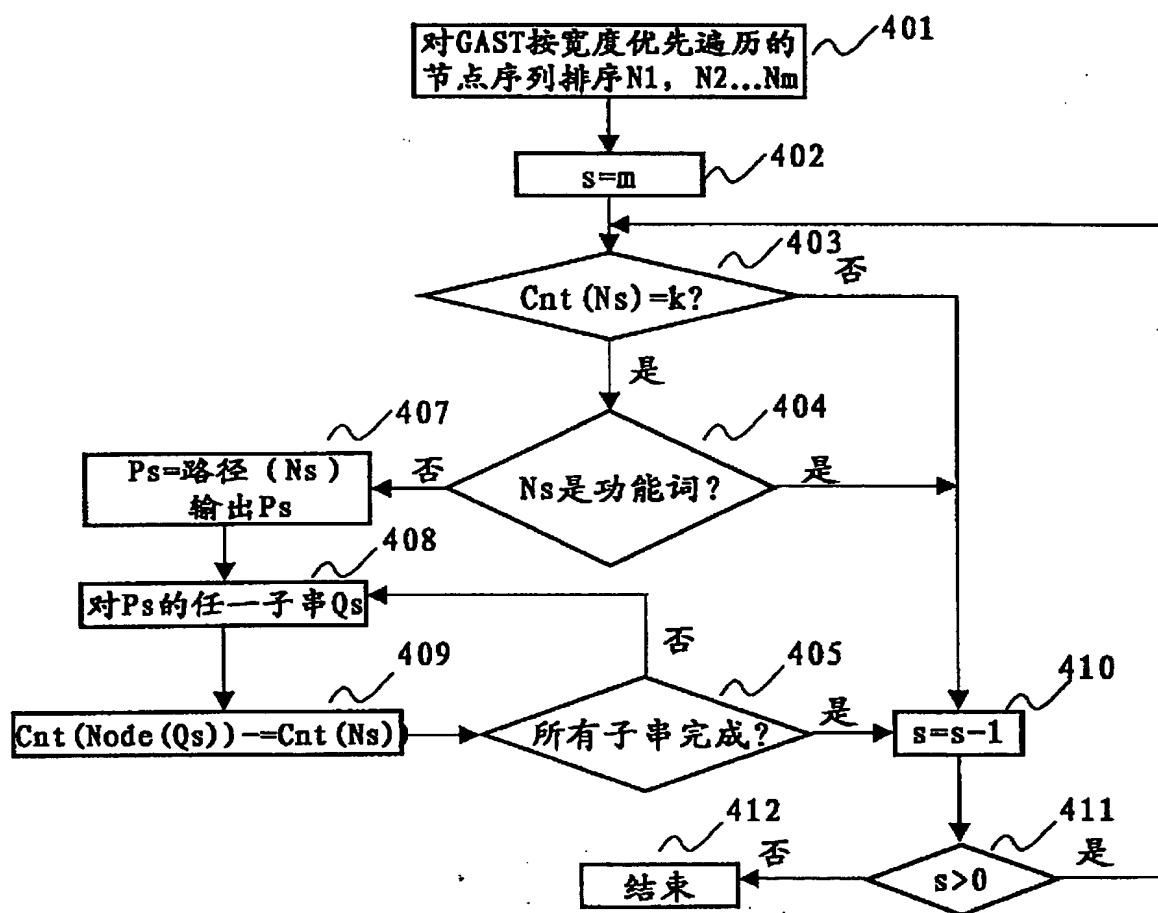 对GAST按宽度优先遍历的
节点序列排序N1, N2...Nm
401
s=m
402
403
Cnt(Ns)=k?
否
是
404
Ns是功能词?
是
否
407
Ps=路径(Ns)
输出Ps
408
对Ps的任一子串Qs
409
Cnt(Node(Qs))-=Cnt(Ns)
否
405
所有子串完成?
是
410
s=s-1
411
s>0
是
否
412
结束